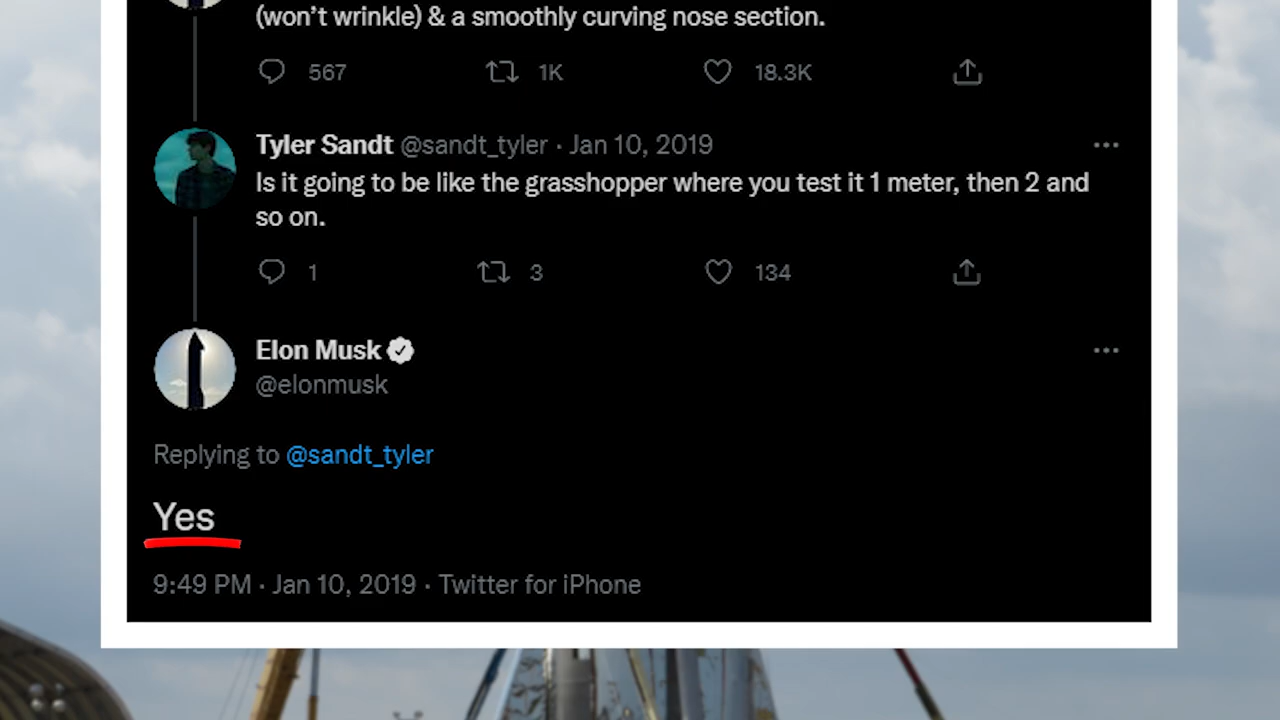 (won’t wrinkle) & a smoothly curving nose section.
567 1K 18.3K
Tyler Sandt @sandt_tyler · Jan 10, 2019
Is it going to be like the grasshopper where you test it 1 meter, then 2 and
so on.
1 3 134
Elon Musk
@elonmusk
Replying to @sandt_tyler
Yes
9:49 PM · Jan 10, 2019 · Twitter for iPhone